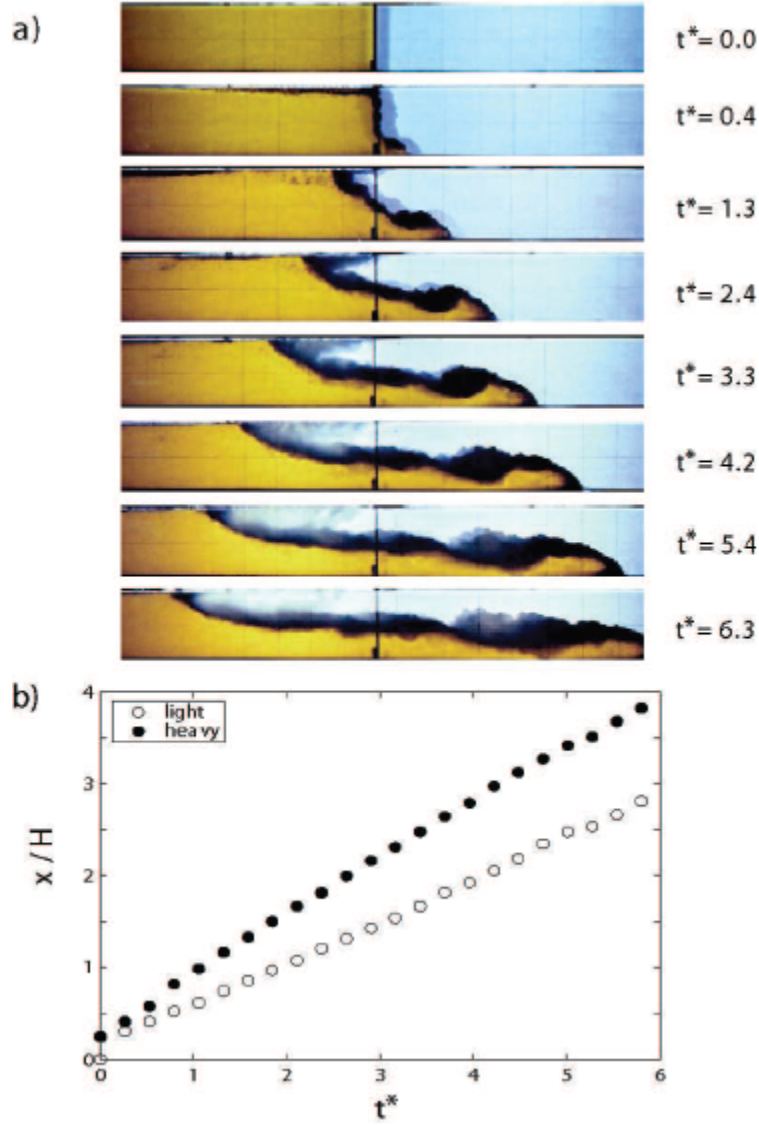 a)
t*= 0.0
t*= 0.4
t*= 1.3
t*= 2.4
t*= 3.3
t*= 4.2
t*= 5.4
t*= 6.3
b)
light
heavy
4
3
2
1
0
x / H
0 1 2 3 4 5 6
t*